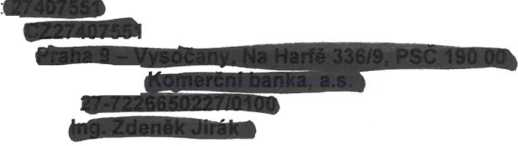 27407551
CZ27407551
Praha 9 – Vysočany, Na Harfě 336/9, PSČ 190 00
Komerční banka, a.s.
27-7226650227/0100
Ing. Zdeněk Jirák